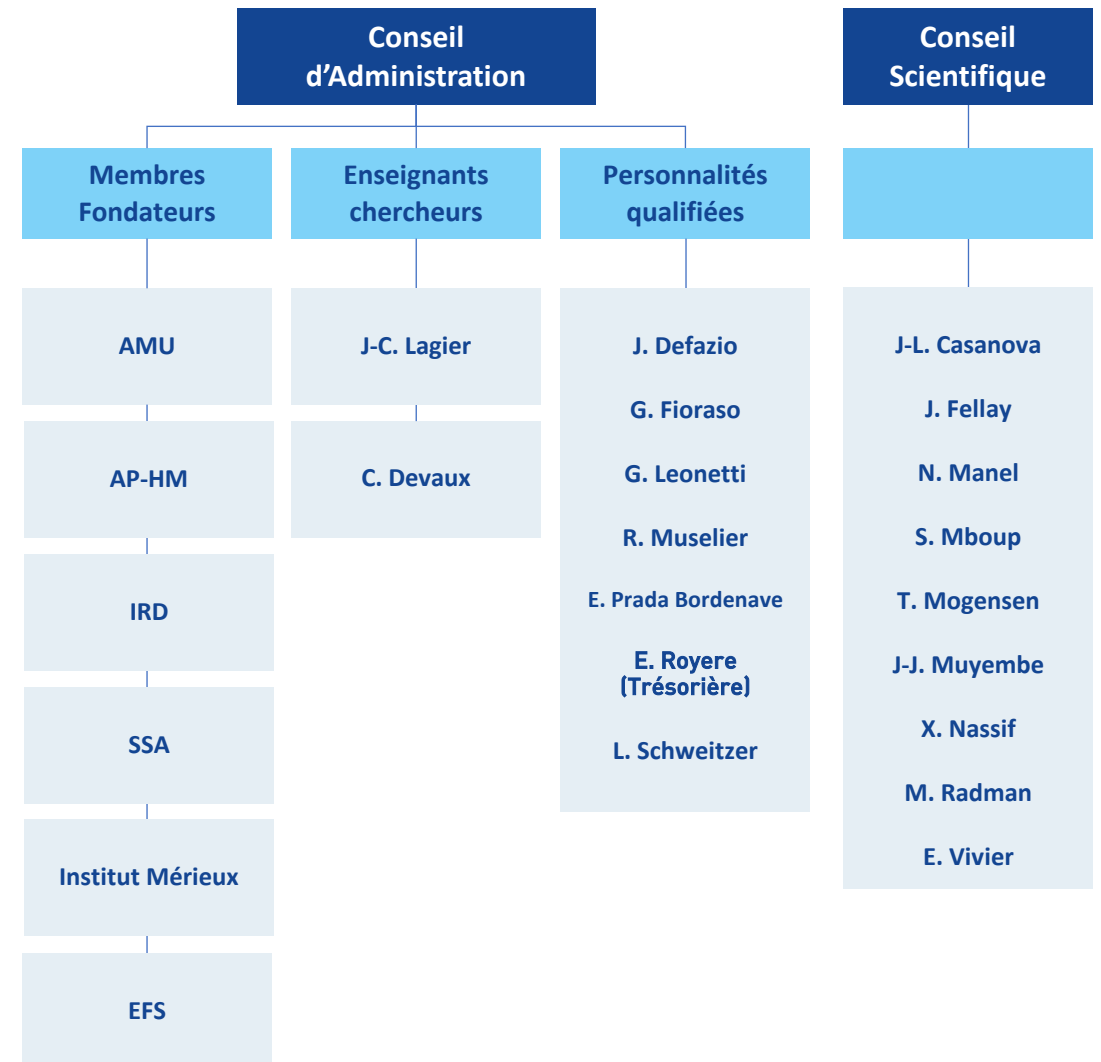 Conseil
d’Administration
Conseil
Scientifique
Membres
Fondateurs
Enseignants
chercheurs
Personnalités
qualifiées
AMU
AP-HM
IRD
SSA
Institut Mérieux
EFS
J-C. Lagier
C. Devaux
J. Defazio
G. Fioraso
G. Leonetti
R. Muselier
E. Prada Bordenave
E. Royere
(Trésorière)
L. Schweitzer
J-L. Casanova
J. Fellay
N. Manel
S. Mboup
T. Mogensen
J-J. Muyembe
X. Nassif
M. Radman
E. Vivier